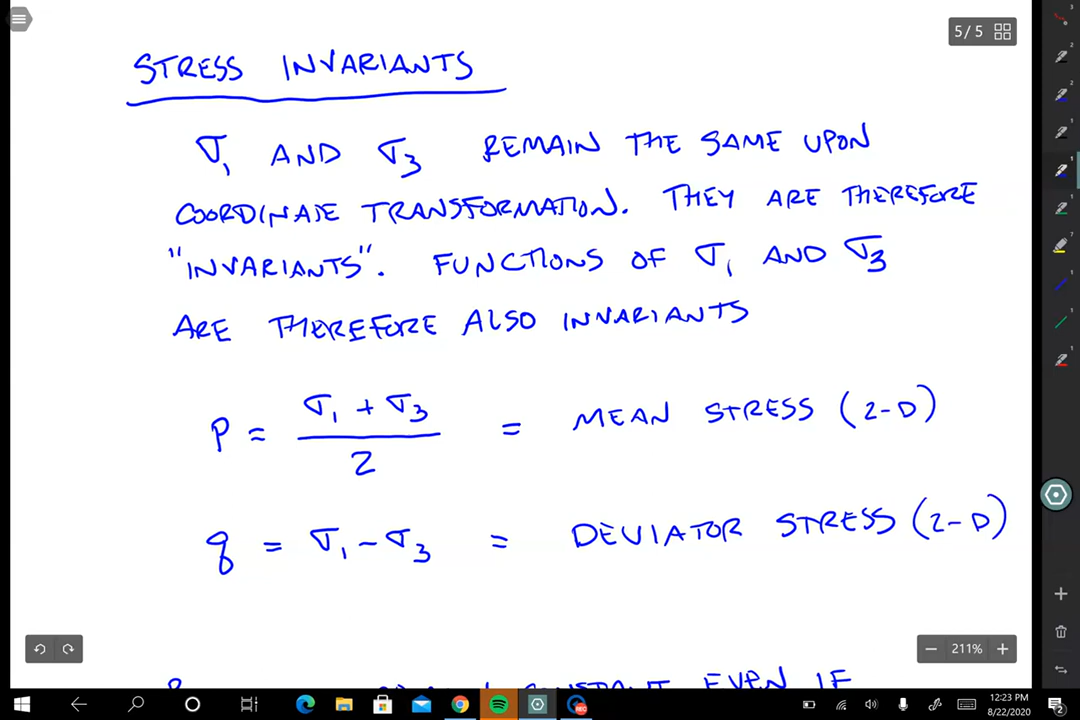 5/5
STRESS INVARIANTS
σ₁ AND σ₃ REMAIN THE SAME UPON
COORDINATE TRANSFORMATION. THEY ARE THEREFORE
"INVARIANTS". FUNCTIONS OF σ₁ AND σ₃
ARE THEREFORE ALSO INVARIANTS
P = (σ₁ + σ₃)/2 = MEAN STRESS (2-D)
q = σ₁ - σ₃ = DEVIATOR STRESS (2-D)
211%
EVEN IF
12:23 PM
8/22/2020